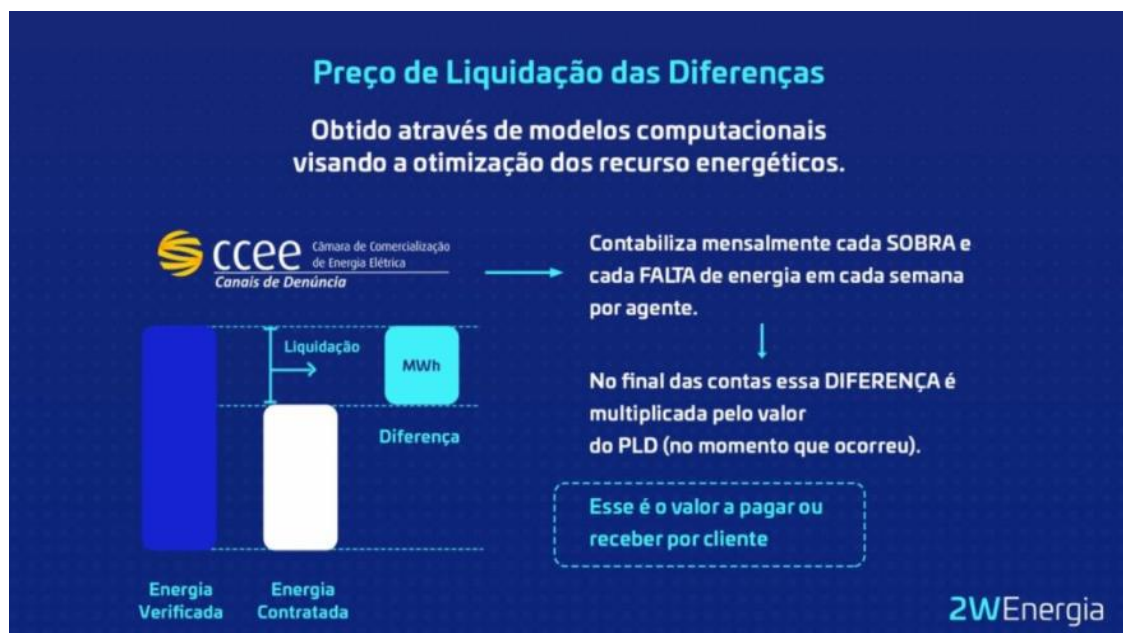 Preço de Liquidação das Diferenças
Obtido através de modelos computacionais
visando a otimização dos recurso energéticos.
ccee
Câmara de Comercialização
de Energia Elétrica
Canais de Denúncia
Contabiliza mensalmente cada SOBRA e
cada FALTA de energia em cada semana
por agente.
Liquidação
MWh
Diferença
No final das contas essa DIFERENÇA é
multiplicada pelo valor
do PLD (no momento que ocorreu).
Esse é o valor a pagar ou
receber por cliente
Energia
Verificada
Energia
Contratada
2WEnergia